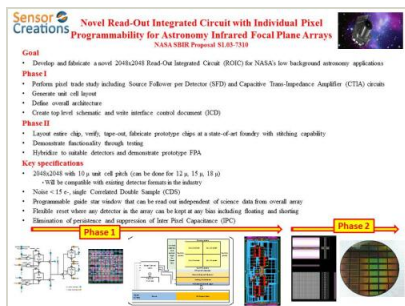 Sensor
Creations
Novel Read-Out Integrated Circuit with Individual Pixel
Programmability for Astronomy Infrared Focal Plane Arrays
NASA SBIR Proposal S1.03-7310
Goal
• Develop and fabricate a novel 2048x2048 Read-Out Integrated Circuit (ROIC) for NASA's low background astronomy applications
Phase I
• Perform pixel trade study including Source Follower per Detector (SFD) and Capacitive Trans-Impedance Amplifier (CTIA) circuits
• Generate unit cell layout
• Define overall architecture
• Create top level schematic and write interface control document (ICD)
Phase II
• Layout entire chip, verify, tape-out, fabricate prototype chips at a state-of-art foundry with stitching capability
• Demonstrate functionality through testing
• Hybridize to suitable detectors and demonstrate prototype FPA
Key specifications
• 2048x2048 with 10 μ unit cell pitch (can be done for 12 μ, 15 μ, 18 μ)
- Will be compatible with existing detector formats in the industry
• Noise < 15 e-, single Correlated Double Sample (CDS)
• Programmable guide star window that can be read out independent of science data from overall array
• Flexible reset where any detector in the array can be kept at any bias including floating and shorting
• Elimination of persistence and suppression of Inter Pixel Capacitance (IPC)
Phase 1
Phase 2